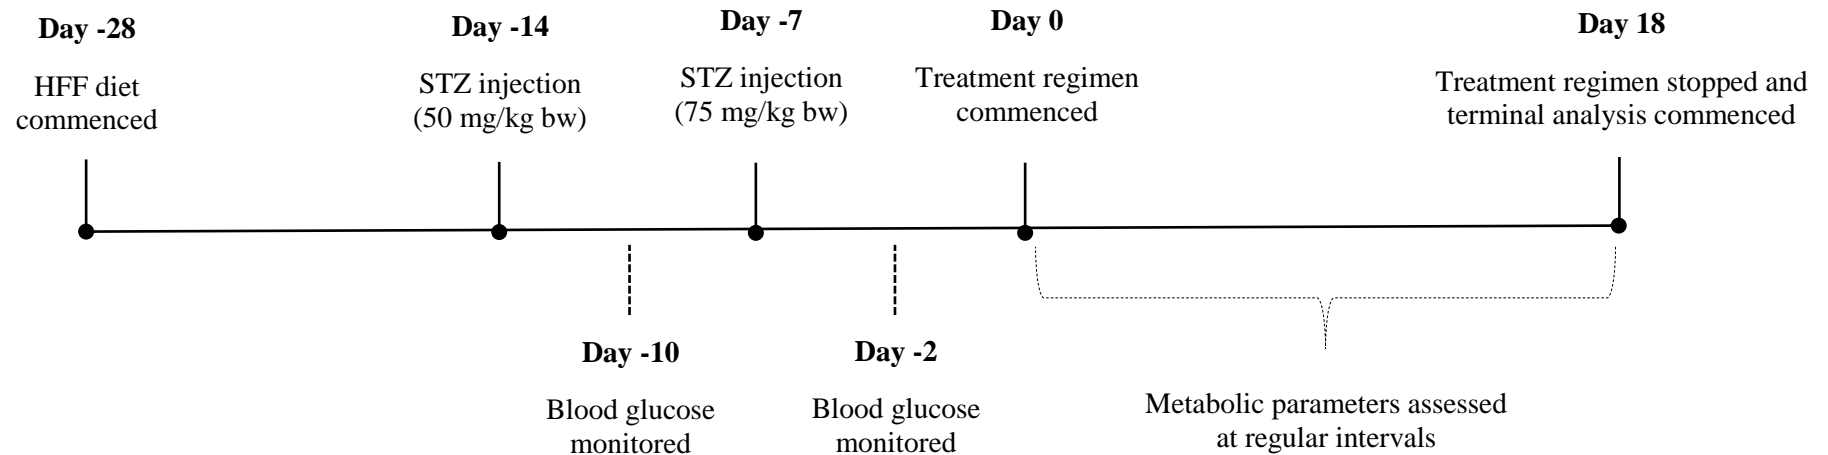 Day -28
HFF diet
commenced
Day -14
STZ injection
(50 mg/kg bw)
Day -7
STZ injection
(75 mg/kg bw)
Day 0
Treatment regimen
commenced
Day 18
Treatment regimen stopped and
terminal analysis commenced
Day -10
Blood glucose
monitored
Day -2
Blood glucose
monitored
Metabolic parameters assessed
at regular intervals